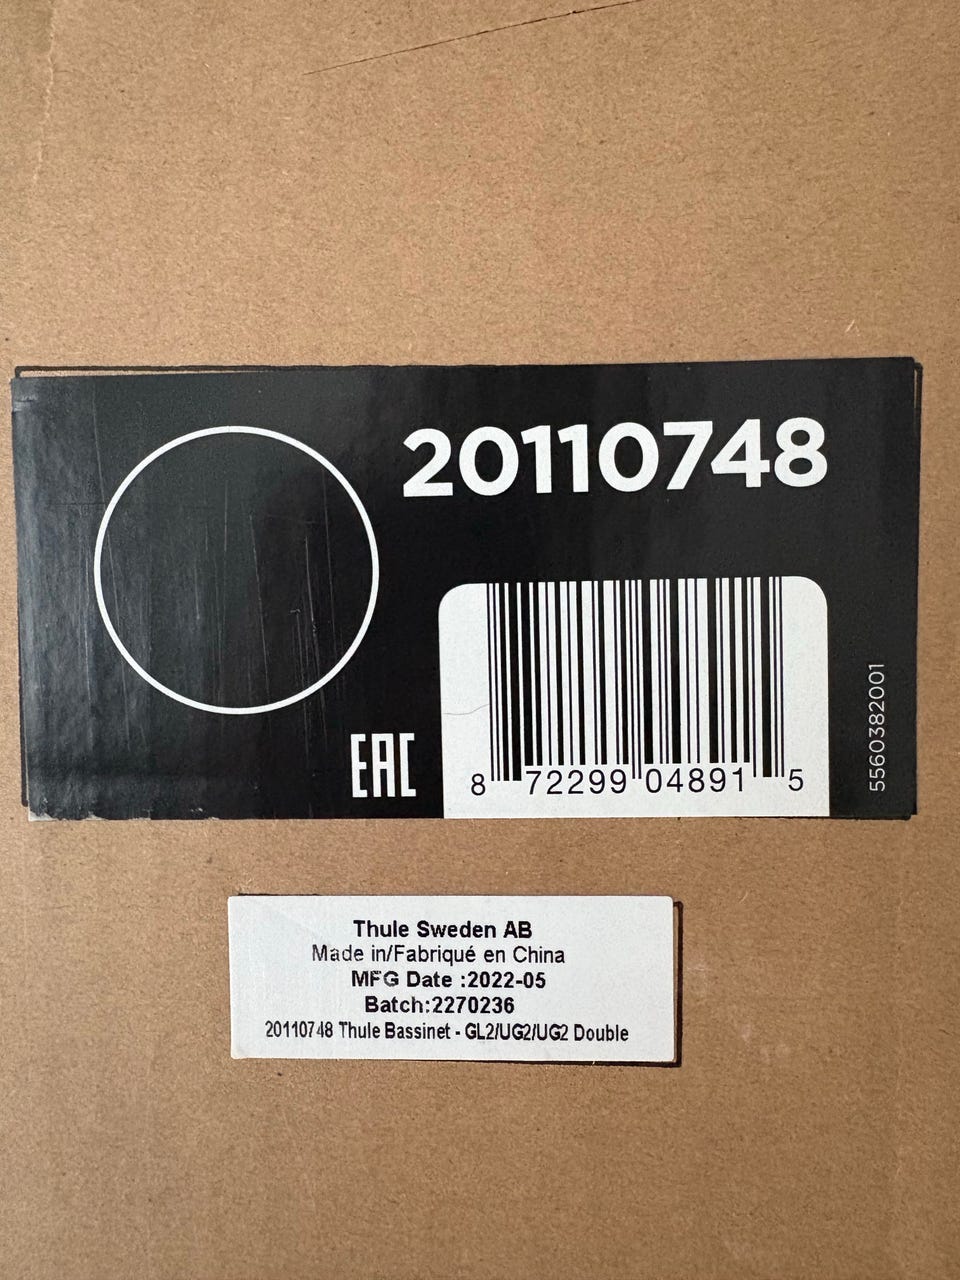 20110748
EAC
8 72299 04891 5
5560382001
Thule Sweden AB
Made in/Fabriqué en China
MFG Date :2022-05
Batch:2270236
20110748 Thule Bassinet - GL2/UG2/UG2 Double